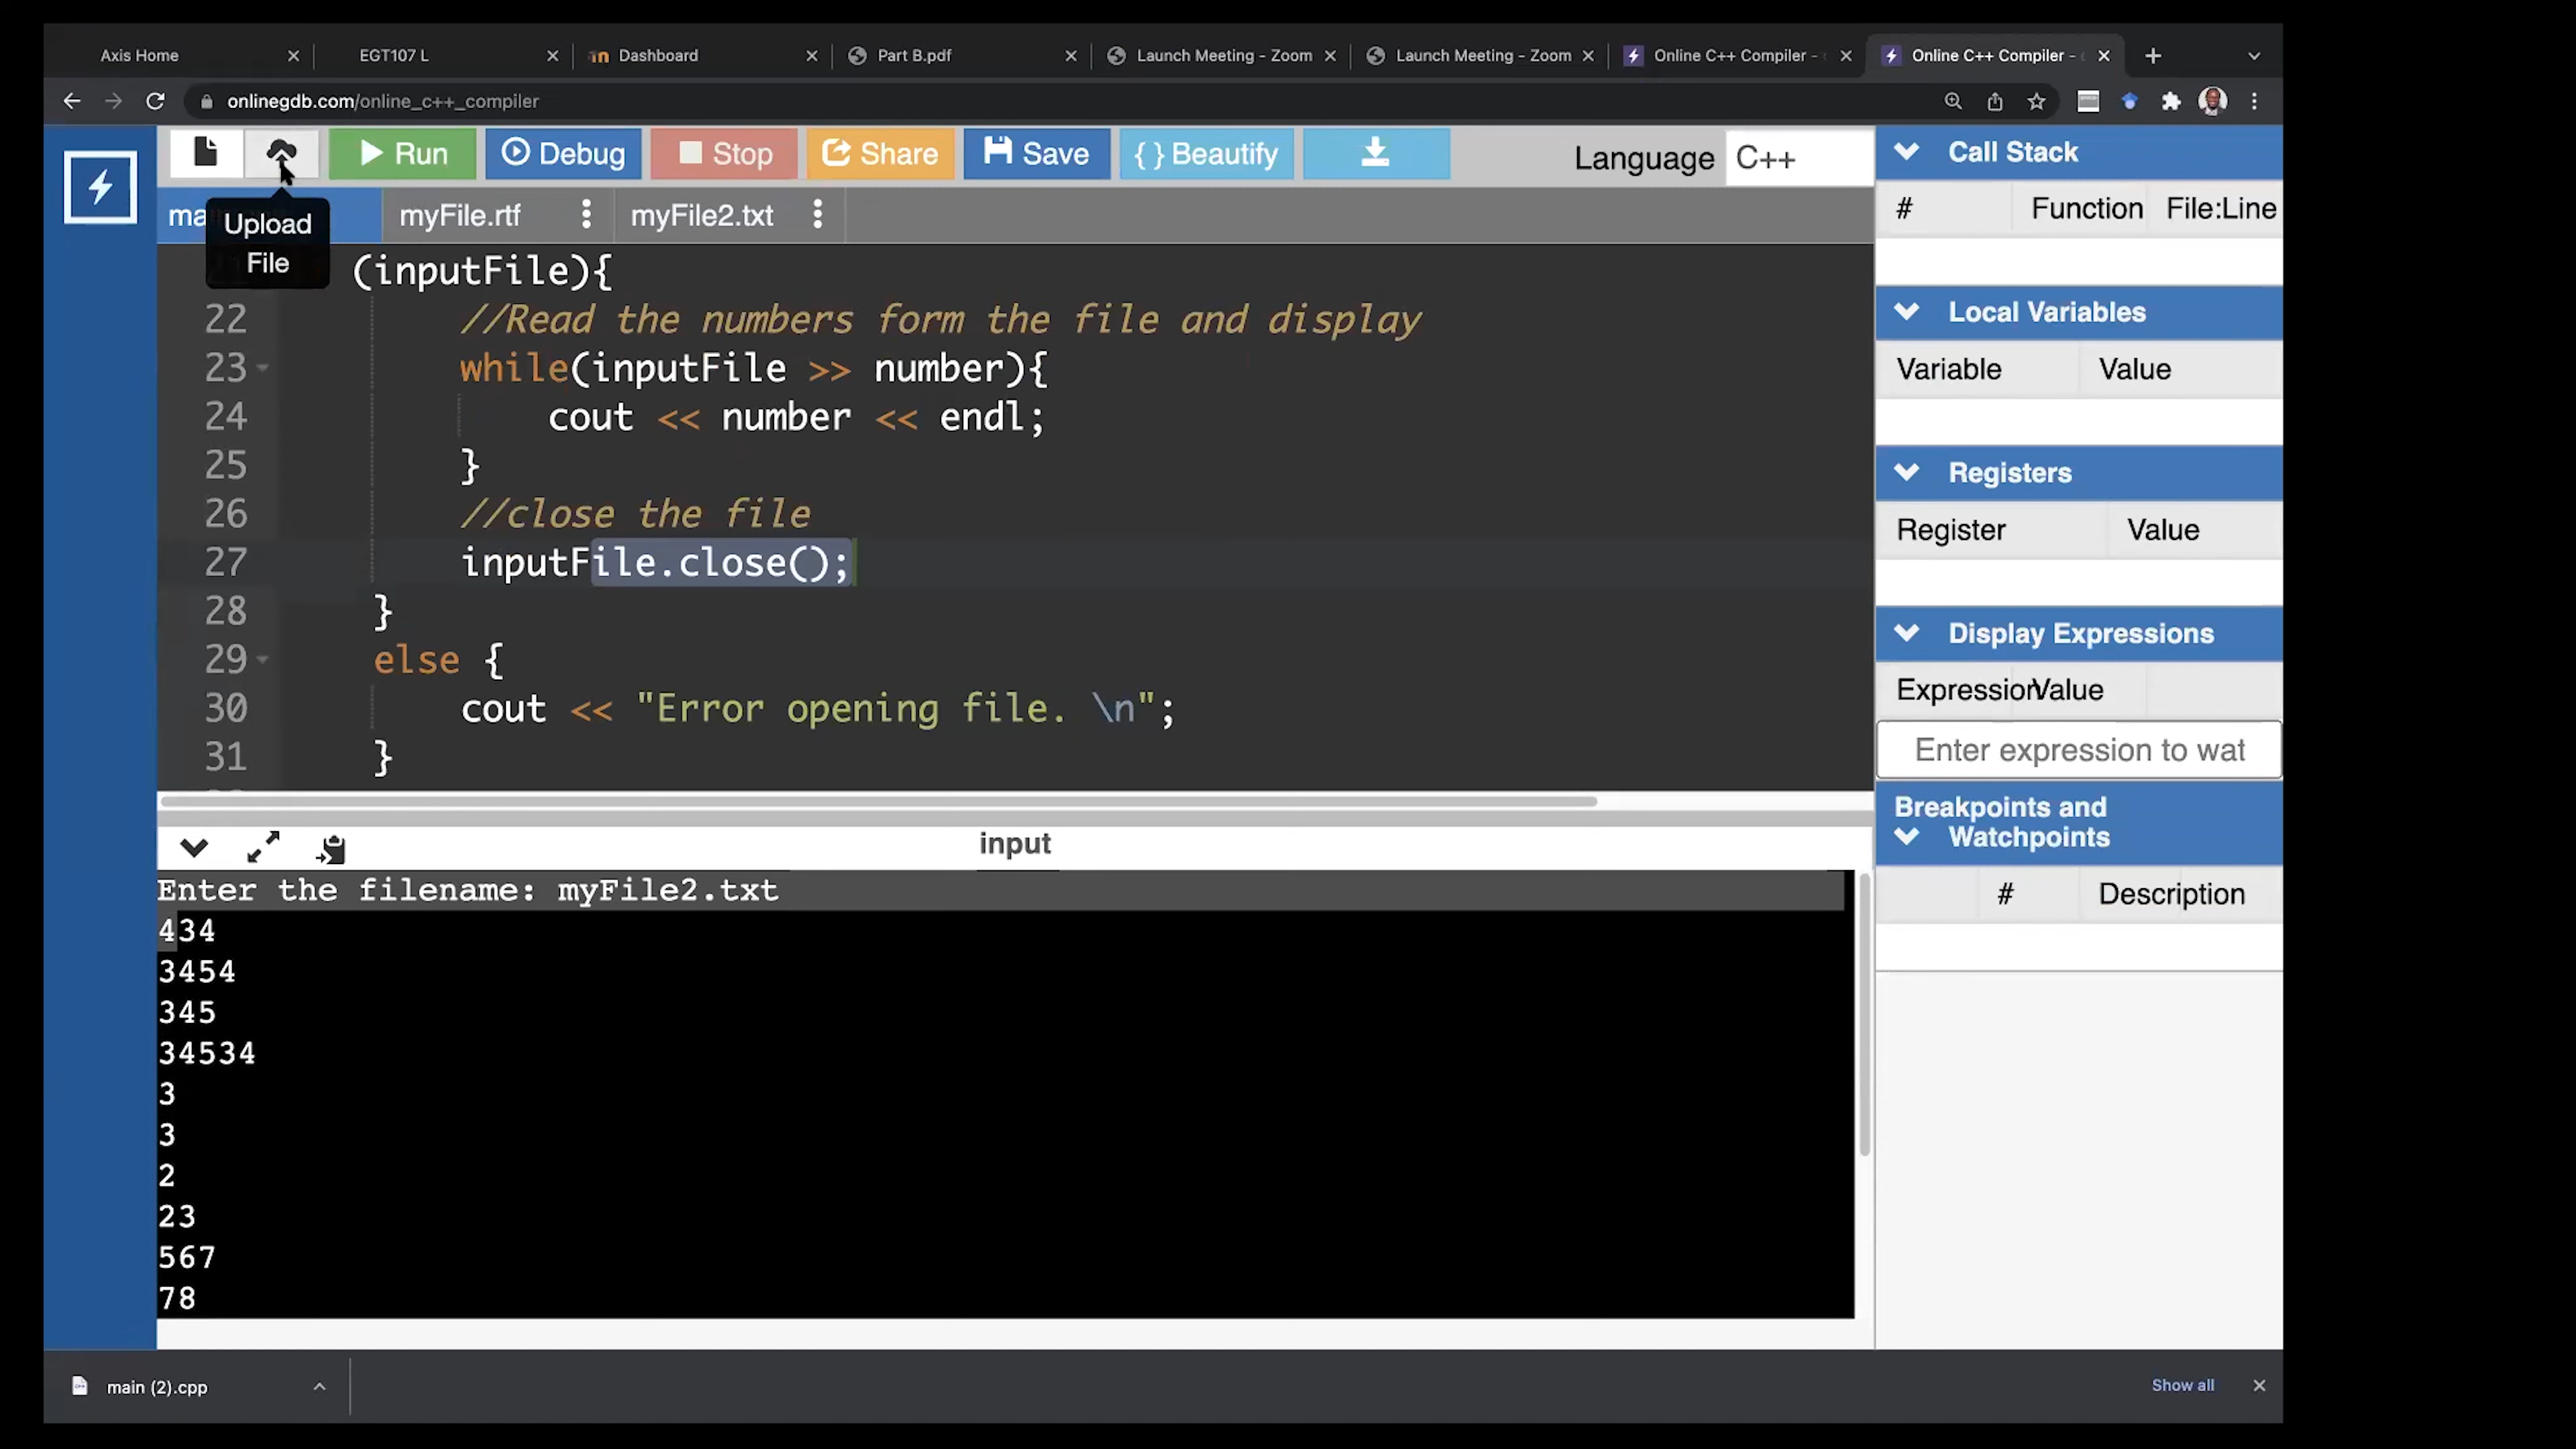 Axis Home
EGT107 L
Dashboard
Part B.pdf
Launch Meeting - Zoom
Launch Meeting - Zoom
Online C++ Compiler -
Online C++ Compiler -
onlinegdb.com/online_c++_compiler
Run
Debug
Stop
Share
Save
{ } Beautify
Language C++
ma
myFile.rtf
myFile2.txt
Upload
File
(inputFile){
22 //Read the numbers form the file and display
23 while(inputFile >> number){
24 cout << number << endl;
25 }
26 //close the file
27 inputFile.close();
28 }
29 else {
30 cout << "Error opening file. \n";
31 }
input
Enter the filename: myFile2.txt
434
3454
345
34534
3
3
2
23
567
78
Call Stack
# Function File:Line
Local Variables
Variable Value
Registers
Register Value
Display Expressions
Expression Value
Enter expression to wat
Breakpoints and
Watchpoints
# Description
main (2).cpp
Show all